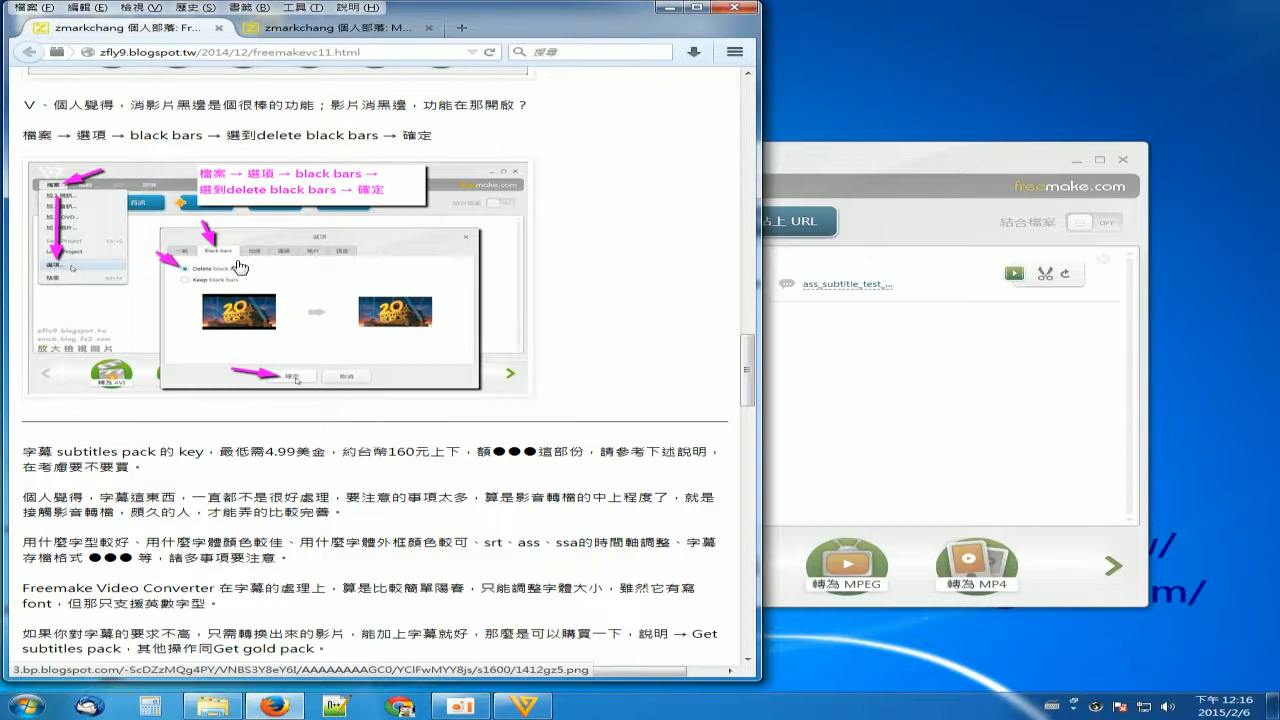 檔案 (F) 編輯 (E) 檢視 (V) 歷史 (S) 書籤 (B) 工具 (T) 說明 (H)
zmarkchang 個人部落: Fr...
zmarkchang 個人部落: M...
zfly9.blogspot.tw/2014/12/freemakevc11.html
搜尋
V、個人覺得，消影片黑邊是個很棒的功能；影片消黑邊，功能在那開啟？
檔案 → 選項 → black bars → 選到delete black bars → 確定
檔案 → 選項 → black bars →
選到delete black bars → 確定
freemake.com
檔案
結合檔案
OFF
選項
Black bars
Delete black
Keep black bars
選項...
zfly9.blogspot.tw
放大檢視圖片
轉為 AVI
確定
取消
字幕 subtitles pack 的 key，最低需4.99美金，約台幣160元上下，額●●●這部份，請參考下述說明，
在考慮要不要買。
個人覺得，字幕這東西，一直都不是很好處理，要注意的事項太多，算是影音轉檔的中上程度了，就是
接觸影音轉檔，頗久的人，才能弄的比較完善。
用什麼字型較好、用什麼字體顏色較佳、用什麼字體外框顏色較可、srt、ass、ssa的時間軸調整、字幕
存檔格式 ●●● 等，諸多事項要注意。
Freemake Video Converter 在字幕的處理上，算是比較簡單陽春，只能調整字體大小，雖然它有寫
font，但那只支援英數字型。
如果你對字幕的要求不高，只需轉換出來的影片，能加上字幕就好，那麼是可以購買一下，說明 → Get
subtitles pack，其他操作同Get gold pack。
3.bp.blogspot.com/-ScDZzMQg4PY/VNBS3Y8eY6I/AAAAAAAAGC0/YClFwMYY8js/s1600/1412gz5.png
freemake.com
貼上 URL
結合檔案
OFF
ass_subtitle_test_...
轉為 MPEG
轉為 MP4
下午 12:16
2015/2/6